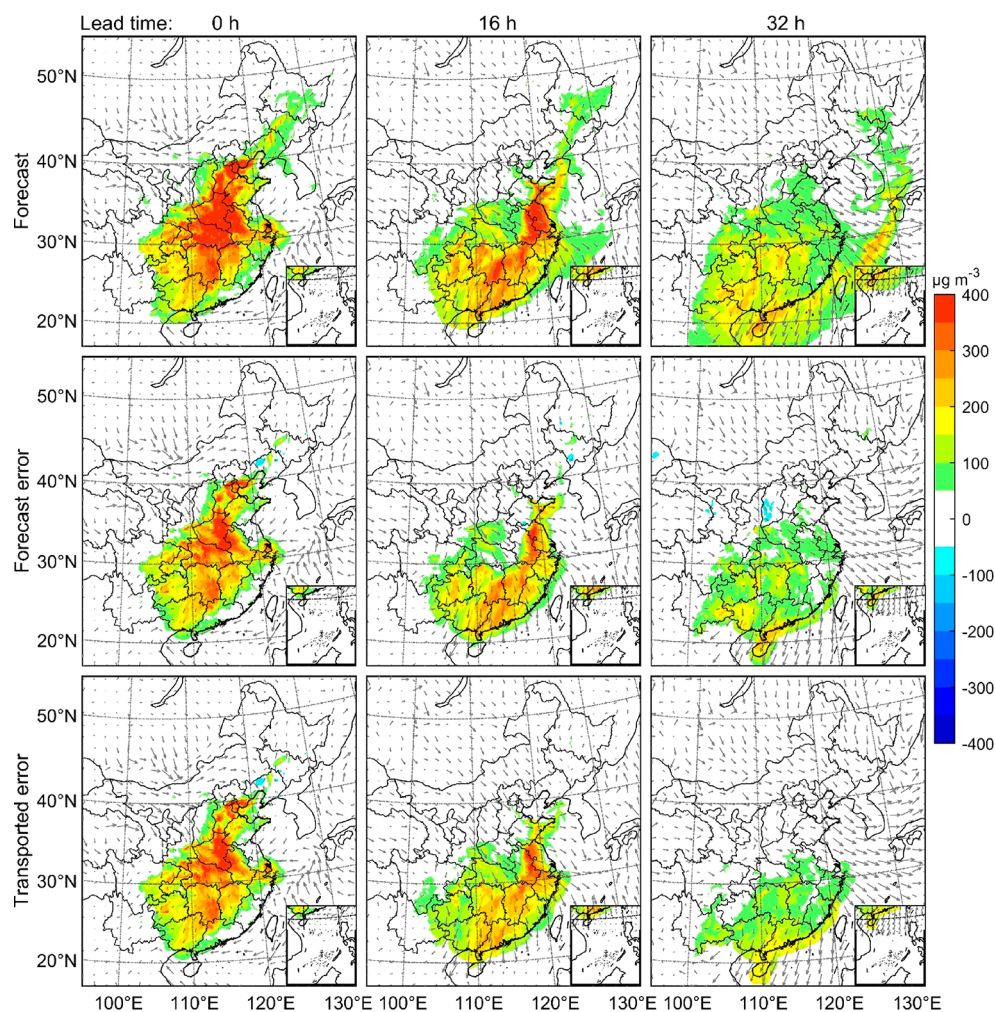 Lead time: 0 h 16 h 32 h
Forecast
50°N
40°N
30°N
20°N
Forecast error
50°N
40°N
30°N
20°N
Transported error
50°N
40°N
30°N
20°N
100°E 110°E 120°E 130°E 100°E 110°E 120°E 130°E 100°E 110°E 120°E 130°E
μg m-3
400
300
200
100
0
-100
-200
-300
-400